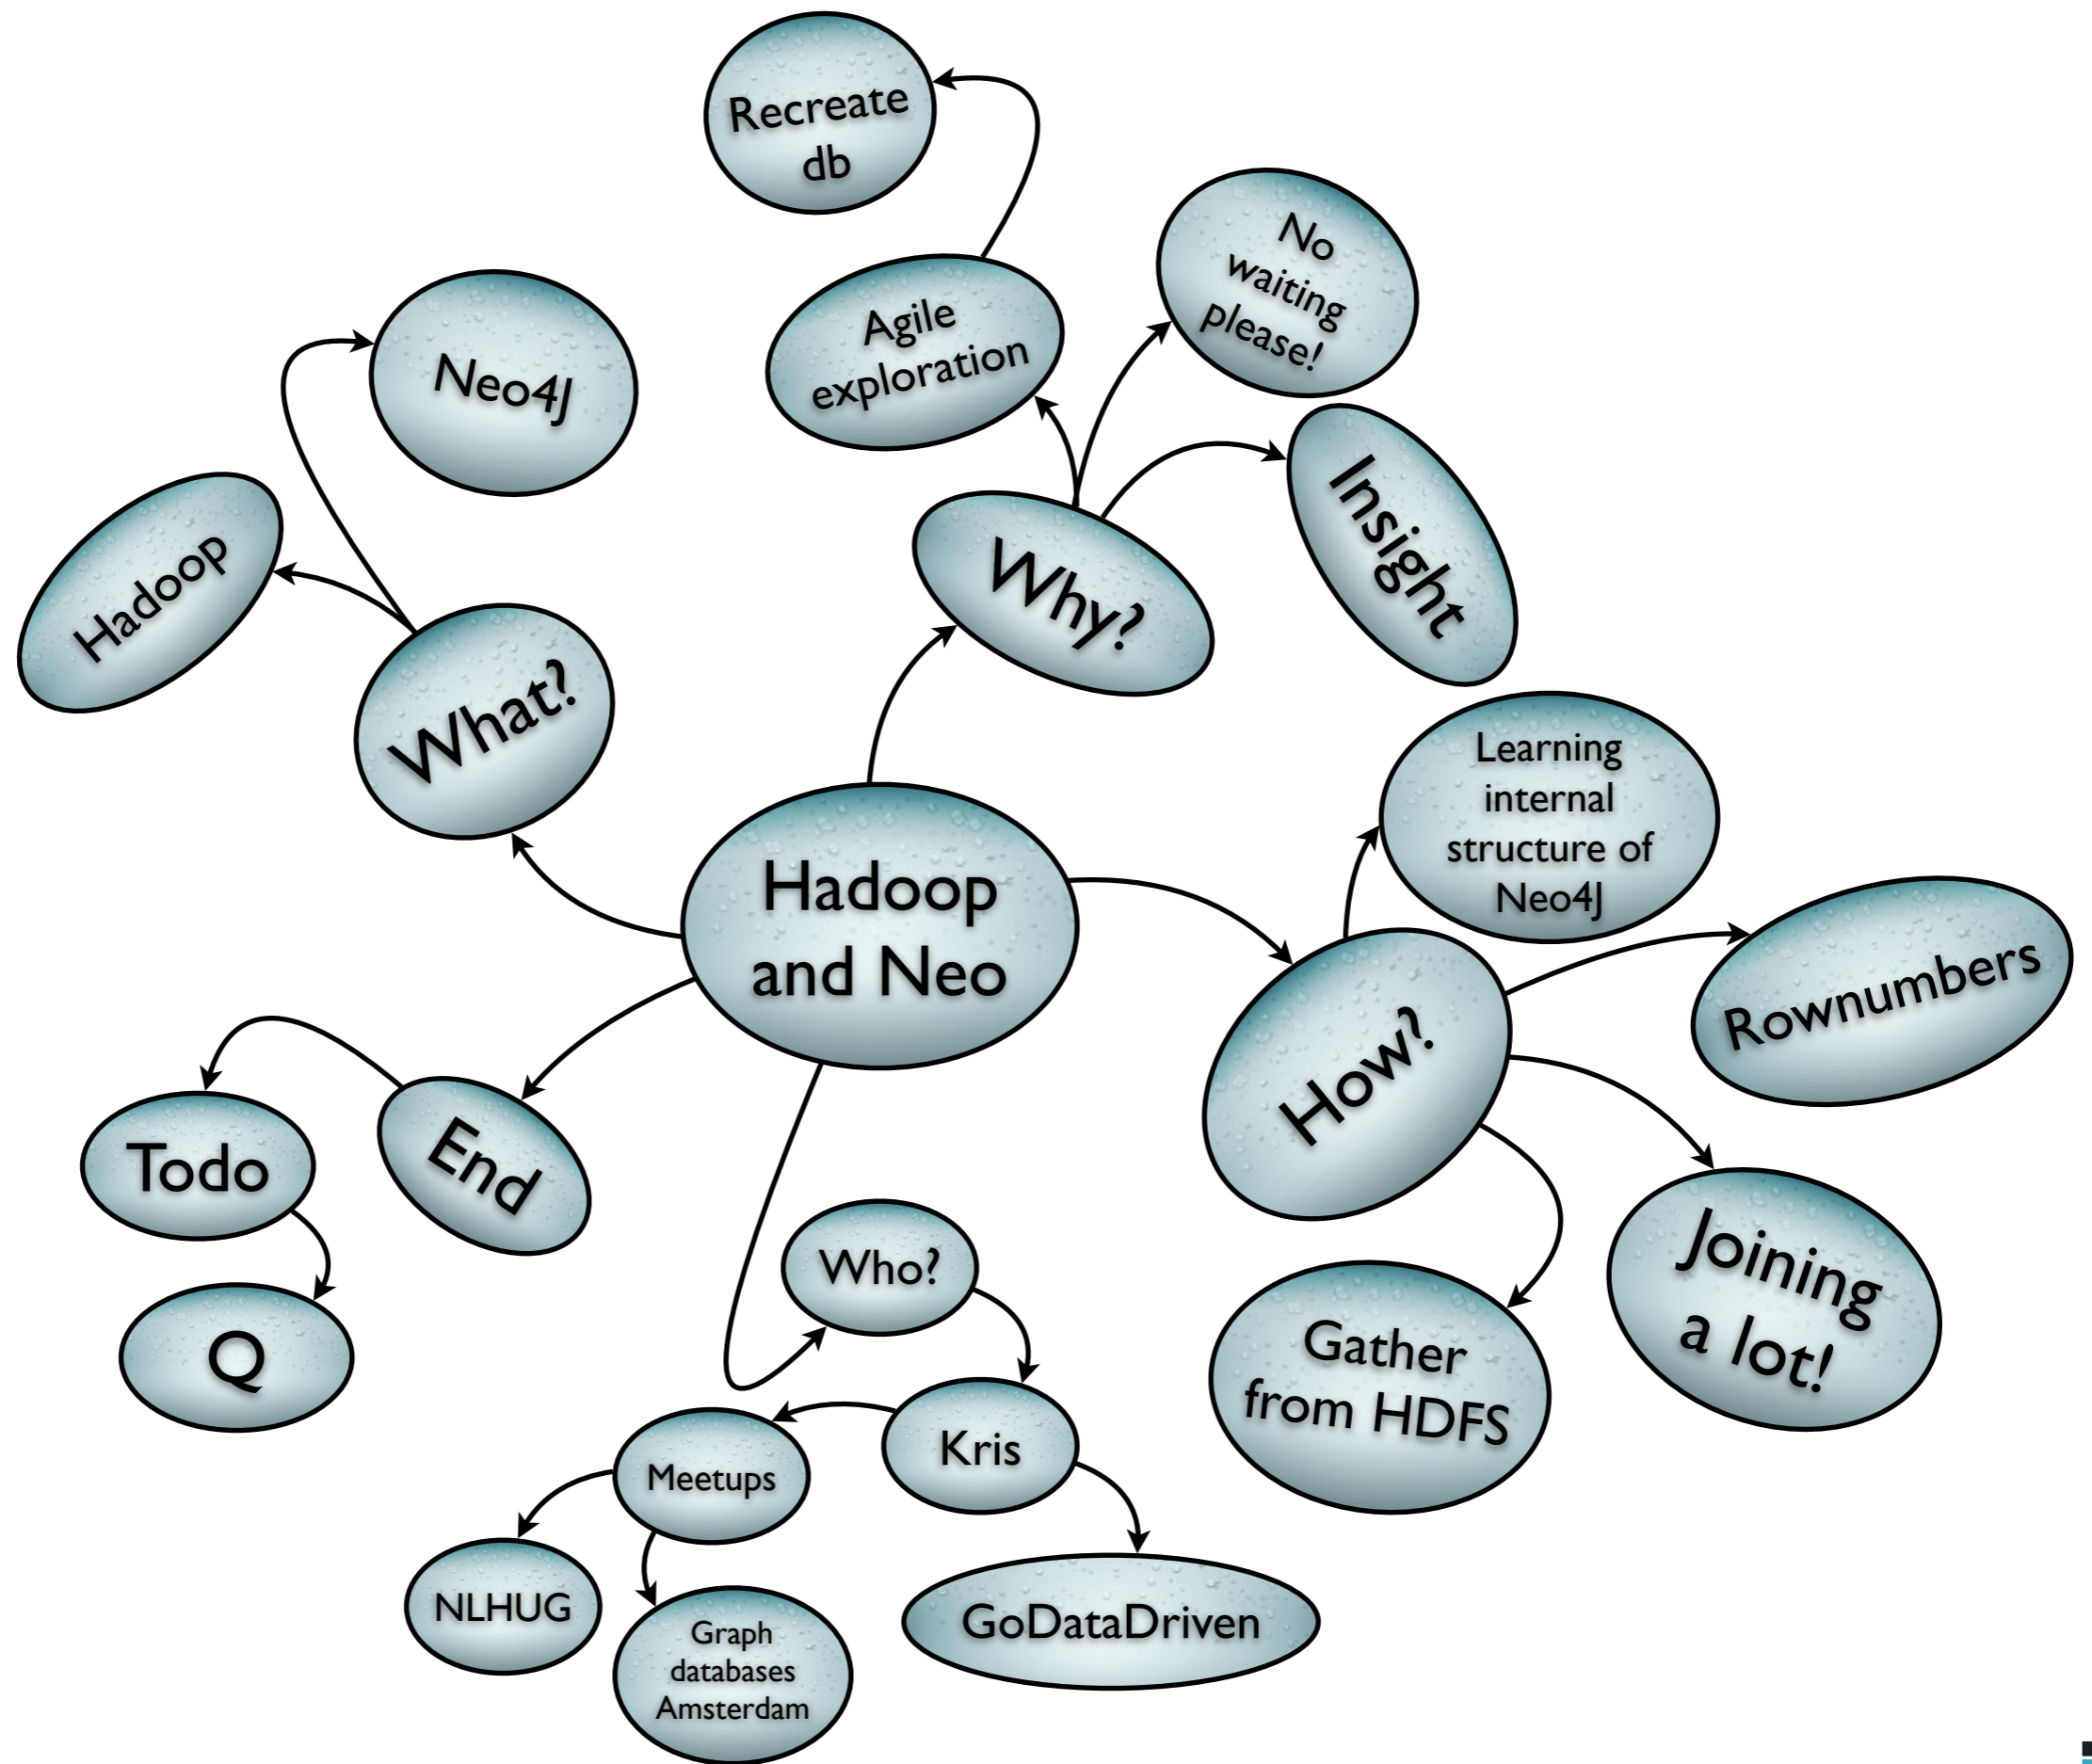 Recreate
db
No
waiting
please!
Agile
exploration
Neo4J
Insight
Hadoop
Why?
What?
Learning
internal
structure of
Neo4J
Hadoop
and Neo
Rownumbers
How?
Todo
End
Who?
Joining
a lot!
Q
Gather
from HDFS
Kris
Meetups
NLHUG
GoDataDriven
Graph
databases
Amsterdam